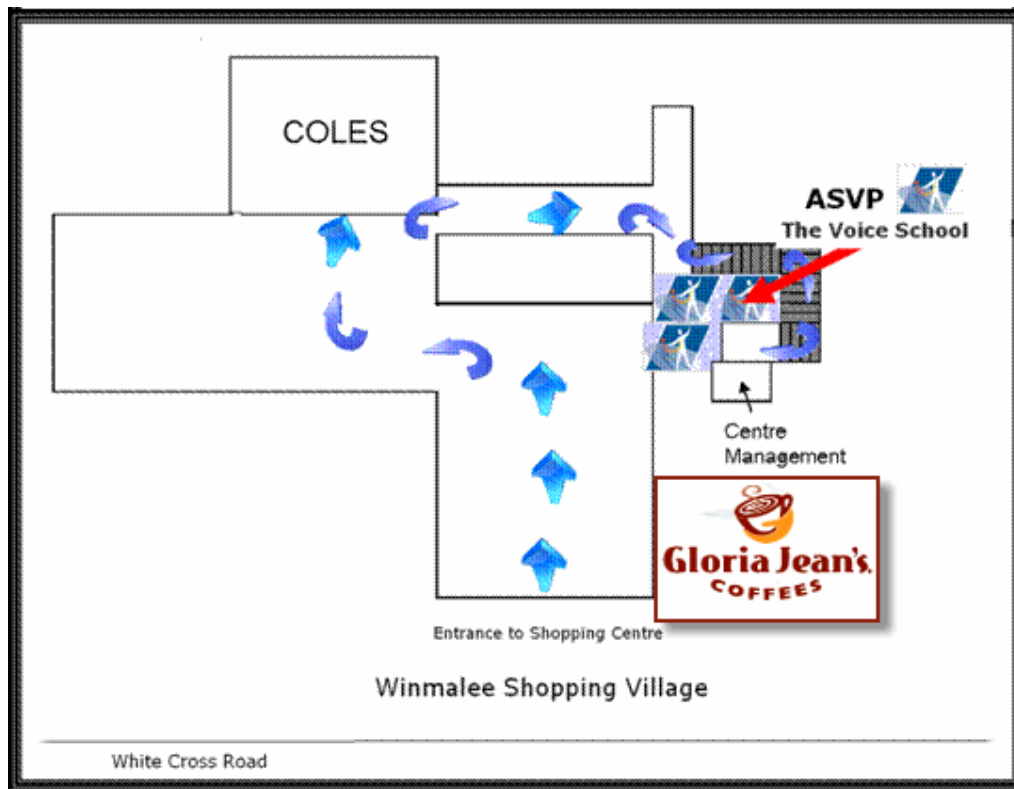 COLES
ASVP
The Voice School
Centre
Management
Gloria Jean's
COFFEES
Entrance to Shopping Centre
Winmalee Shopping Village
White Cross Road